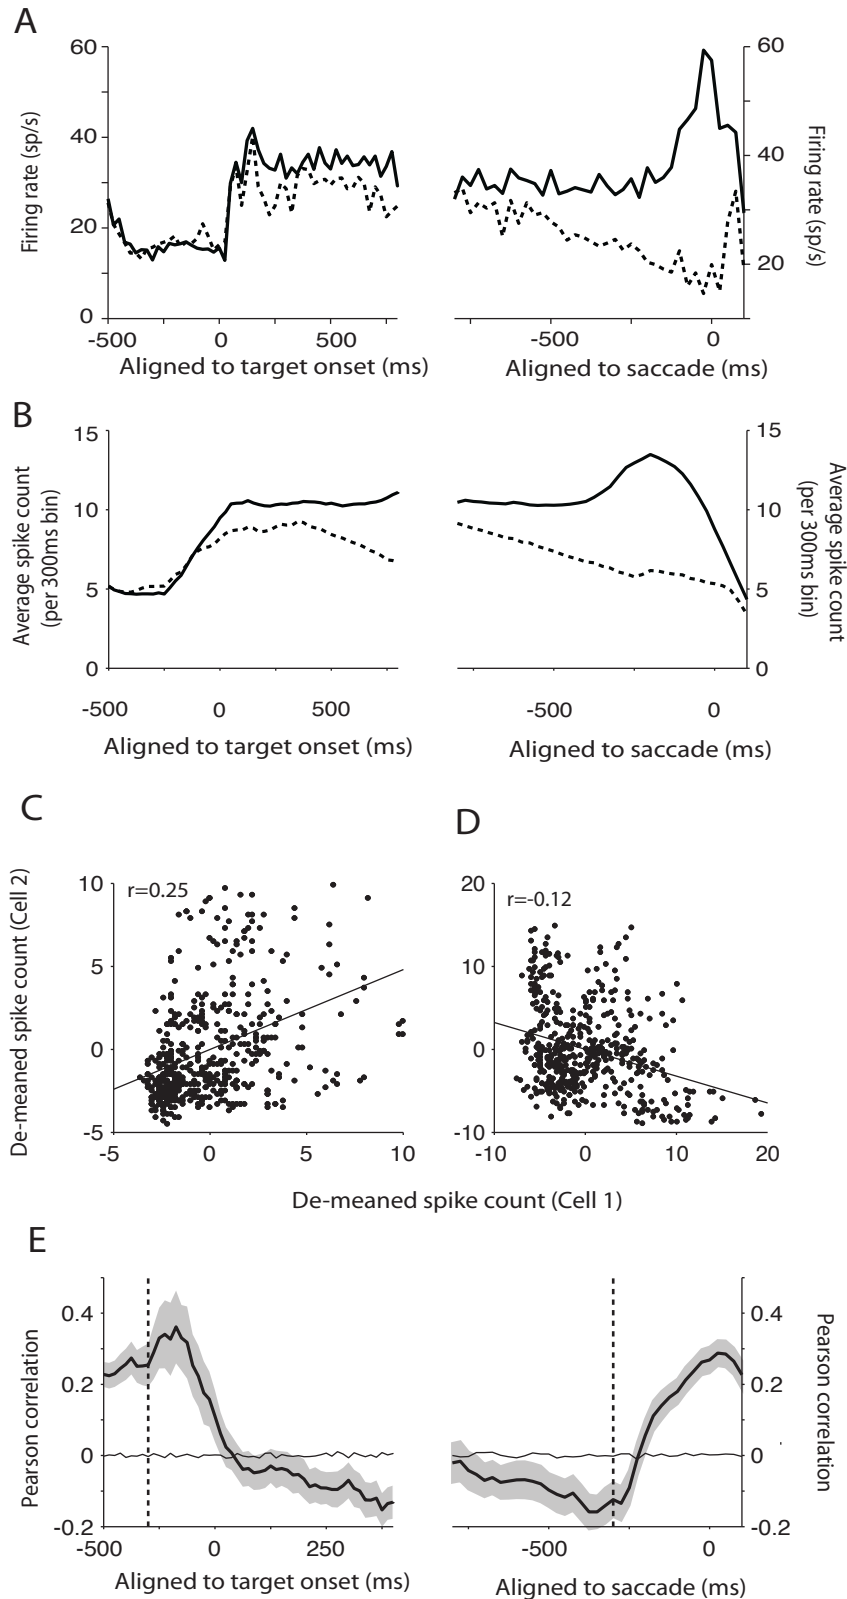 A
60
40
20
0
Firing rate (sp/s)
-500
0
500
Aligned to target onset (ms)
60
40
20
Firing rate (sp/s)
-500
0
Aligned to saccade (ms)
B
15
10
5
0
Average spike count
(per 300ms bin)
-500
0
500
Aligned to target onset (ms)
15
10
5
0
Average spike count
(per 300ms bin)
-500
0
Aligned to saccade (ms)
C
r=0.25
10
5
0
-5
De-meaned spike count (Cell 2)
-5
0
5
10
D
r=-0.12
20
10
0
-10
-10
0
10
20
De-meaned spike count (Cell 1)
E
0.4
0.2
0
-0.2
Pearson correlation
-500
0
250
Aligned to target onset (ms)
0.4
0.2
0
-0.2
Pearson correlation
-500
0
Aligned to saccade (ms)